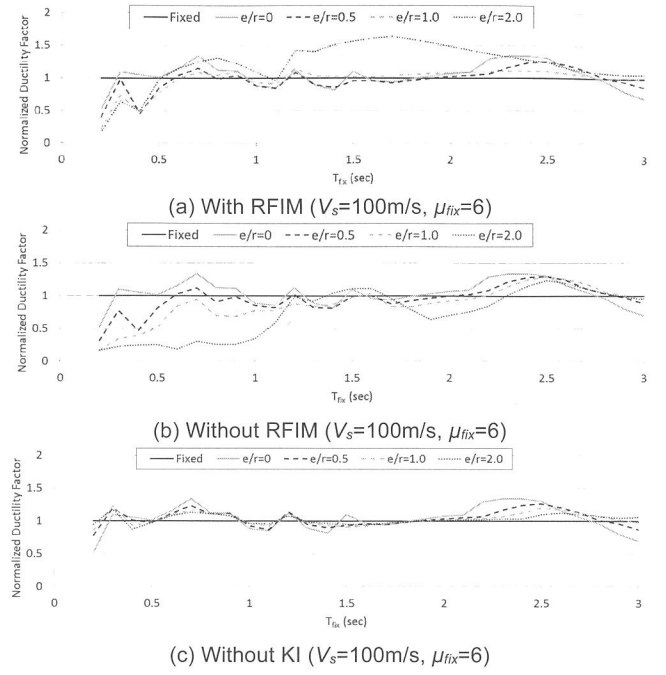 Fixed e/r=0 e/r=0.5 e/r=1.0 e/r=2.0
Normalized Ductility Factor
2
1.5
1
0.5
0
0 0.5 1 1.5 2 2.5 3
Tfx (sec)
(a) With RFIM (Vs=100m/s, μfix=6)
Fixed e/r=0 e/r=0.5 e/r=1.0 e/r=2.0
Normalized Ductility Factor
2
1.5
1
0.5
0
0 0.5 1 1.5 2 2.5 3
Tfx (sec)
(b) Without RFIM (Vs=100m/s, μfix=6)
Fixed e/r=0 e/r=0.5 e/r=1.0 e/r=2.0
Normalized Ductility Factor
2
1.5
1
0.5
0
0 0.5 1 1.5 2 2.5 3
Tfix (sec)
(c) Without KI (Vs=100m/s, μfix=6)